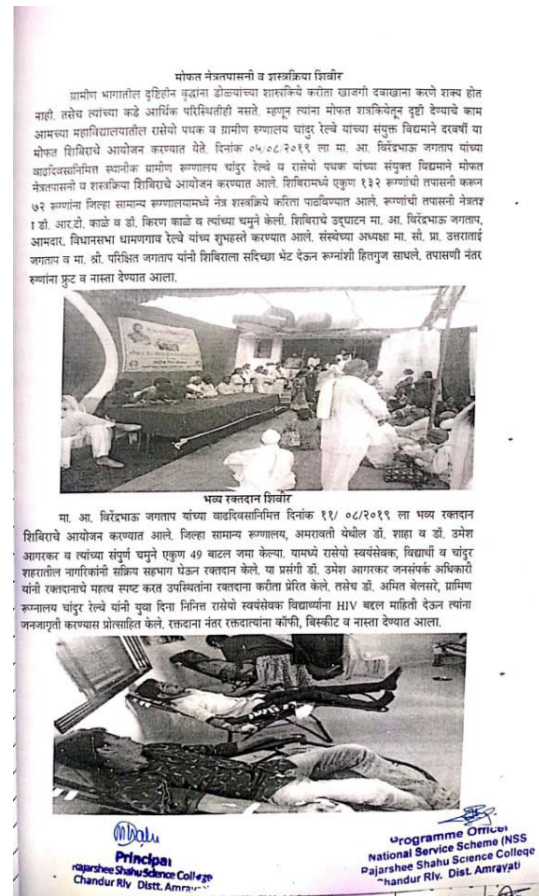 मोफत नेत्रतपासनी व शस्त्रक्रिया शिबीर
ग्रामीण भागातील दृष्टिहीन वृद्धांना डोळ्यांच्या शास्त्रकिये करीता खाजगी दवाखाना करणे शक्य होत
नाही. तसेच त्यांच्या कडे आर्थिक परिस्थितीही नसते. म्हणून त्यांना मोफत शत्रकियेतून दृष्टी देण्याचे काम
आमच्या महाविद्यालयातील रासेयो पथक व ग्रामीण रुग्णालय चांदुर रेल्वे यांच्या संयुक्त विद्यमाने दरवर्षी या
मोफत शिबिराचे आयोजन करण्यात येते. दिनांक ०५/०८/२०१९ ला मा. आ. विरेंद्रभाऊ जगताप यांच्या
वाढदिवसानिमित्त स्थानीक ग्रामिण रूग्णालय चांदुर रेल्वे व रासेयो पथक यांच्या संयुक्त विद्यमाने मोफत
नेत्रतपासनी व शस्त्रक्रिया शिबिराचे आयोजन करण्यात आले. शिबिरामध्ये एकुण १३२ रूग्णांची तपासनी करून
७२ रूग्णांना जिल्हा सामान्य रूग्णालयामध्ये नेत्र शस्त्रक्रिये करिता पाढविण्यात आले. रूग्णांची तपासनी नेत्रतज्ञ
डॉ. आर.टी. काळे व डॉ. किरण काळे व त्यांच्या चमुने केली. शिबिराचे उद्घाटन मा. आ. विरेंद्रभाऊ जगताप,
आमदार, विधानसभा धामणगाव रेल्वे यांच्य शुभहस्ते करण्यात आले. संस्थेच्या अध्यक्षा मा. सौ. प्रा. उत्तराताई
जगताप व मा. श्री. परिक्षित जगताप यांनी शिबिराला सदिच्छा भेट देऊन रूग्नांशी हितगुज साधले. तपासणी नंतर
रूग्णांना फ्रुट व नास्ता देण्यात आला.
भव्य रक्तदान शिबीर
मा. आ. विरेंद्रभाऊ जगताप यांच्या वाढदिवसानिमित्त दिनांक ११/ ०८/२०१९ ला भव्य रक्तदान
शिबिराचे आयोजन करण्यात आले. जिल्हा सामान्य रूग्णालय, अमरावती येथील डॉ. शाहा व डॉ. उमेश
आगरकर व त्यांच्या संपुर्ण चमुने एकुण 49 बाटल जमा केल्या. यामध्ये रासेयो स्वयंसेवक, विद्यार्थी व चांदुर
शहरातील नागरिकांनी सक्रिय सहभाग घेऊन रक्तदान केले. या प्रसंगी डॉ. उमेश आगरकर जनसंपर्क अधिकारी
यांनी रक्तदानाचे महत्व स्पष्ट करत उपस्थितांना रक्तदाना करीता प्रेरित केले. तसेच डॉ. अमित बेलसरे, ग्रामिण
रूग्नालय चांदुर रेल्वे यांनी युवा दिना निनित्त रासेयो स्वयंसेवक विद्यार्थ्याना HIV बद्दल माहिती देऊन त्यांना
जनजागृती करण्यास प्रोत्साहित केले. रक्तदाना नंतर रक्तदात्यांना कॉफी, बिस्कीट व नास्ता देण्यात आला.
Principal
Rajarshee Shahu Science College
Chandur Rly Distt. Amravati
Programme Officer
National Service Scheme (NSS
Rajarshee Shahu Science College
Chandur Rly. Distt. Amravati